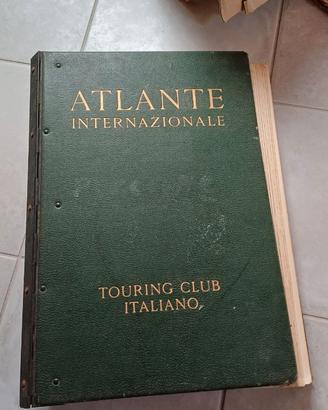 ATLANTE
INTERNAZIONALE
TOURING CLUB
ITALIANO